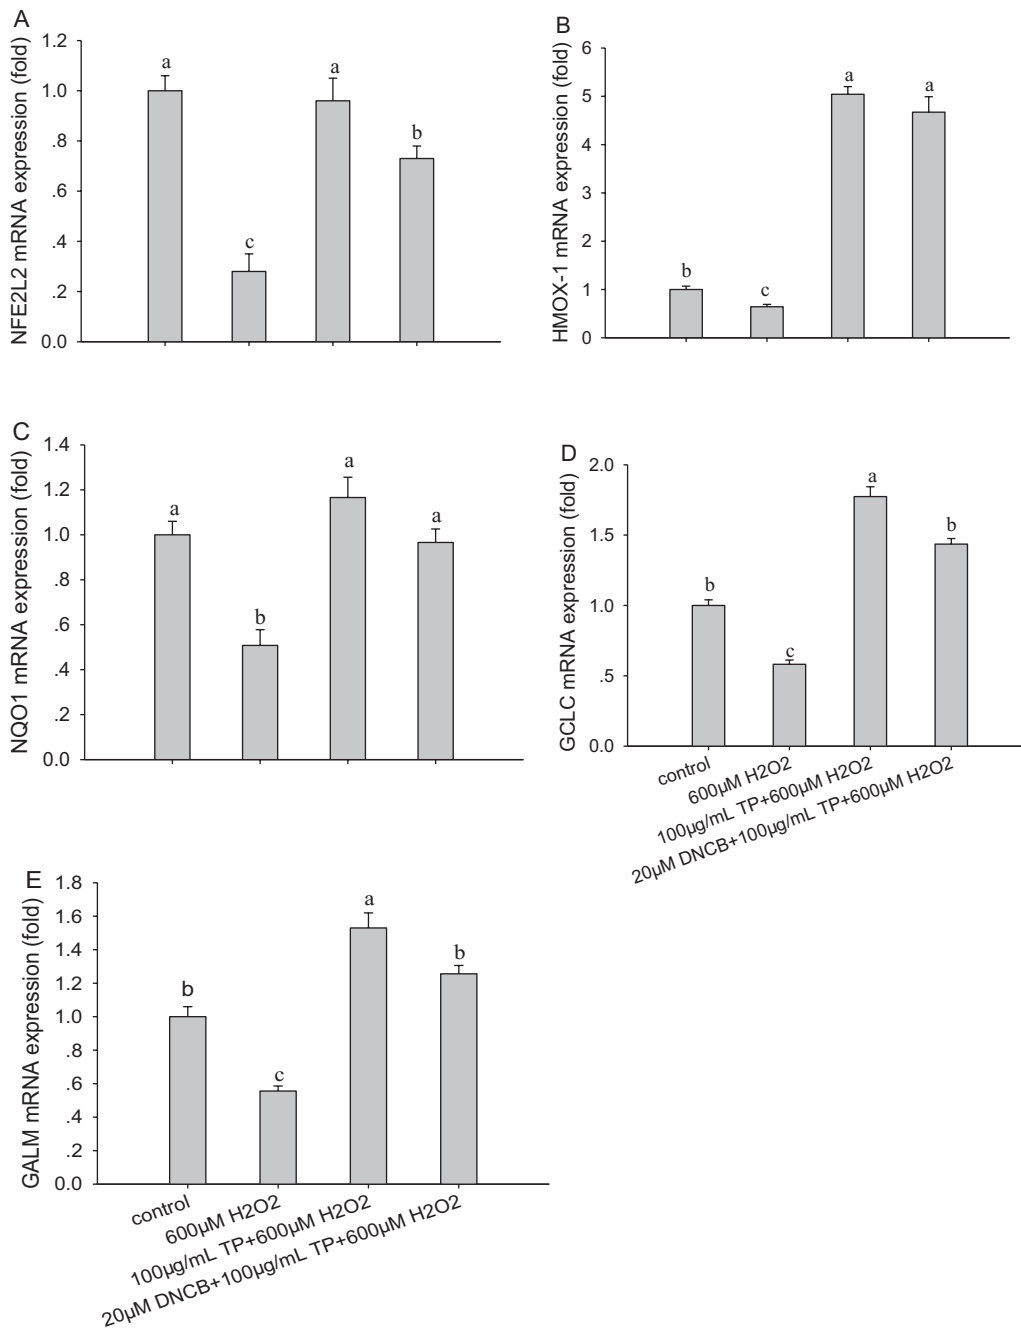 A
NFE2L2 mRNA expression (fold)
1.2
1.0
.8
.6
.4
.2
0.0
a
c
a
b
B
HMOX-1 mRNA expression (fold)
6
5
4
3
2
1
0
b
c
a
a
C
NQO1 mRNA expression (fold)
1.4
1.2
1.0
.8
.6
.4
.2
0.0
a
b
a
a
D
GCLC mRNA expression (fold)
2.0
1.5
1.0
.5
0.0
b
c
a
b
control
600μM H2O2
100μg/mL TP+600μM H2O2
20μM DNCB+100μg/mL TP+600μM H2O2
E
GALM mRNA expression (fold)
1.8
1.6
1.4
1.2
1.0
.8
.6
.4
.2
0.0
b
c
a
b
control
600μM H2O2
100μg/mL TP+600μM H2O2
20μM DNCB+100μg/mL TP+600μM H2O2